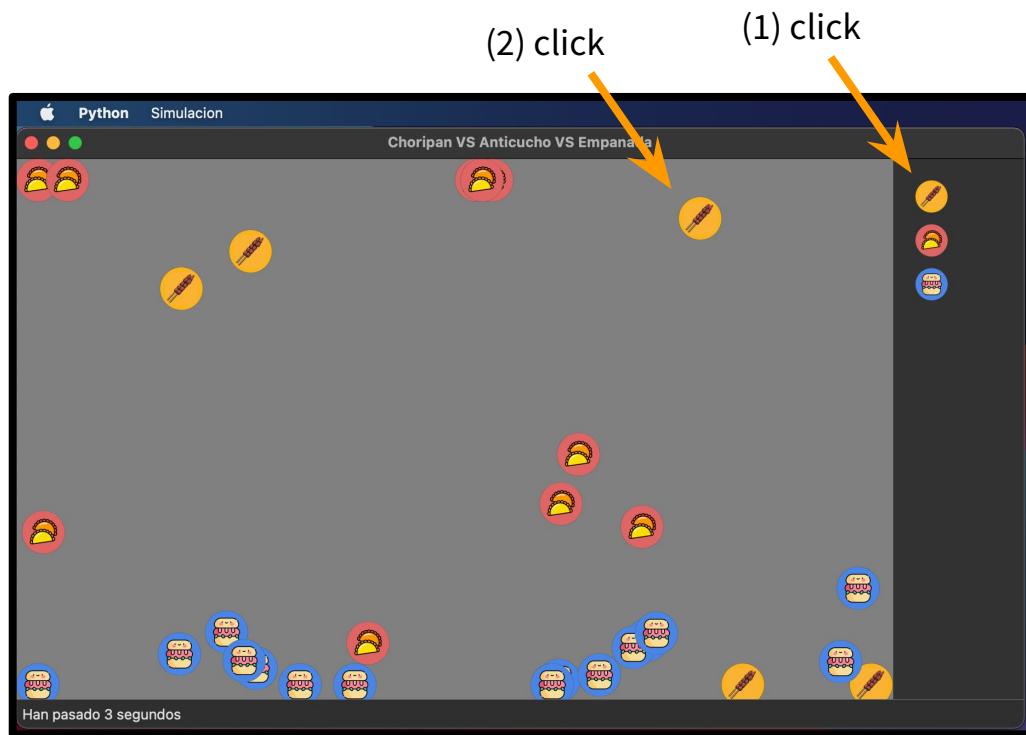 (1) click
(2) click
Python Simulacion
Choripan VS Anticucho VS Empanada
Han pasado 3 segundos